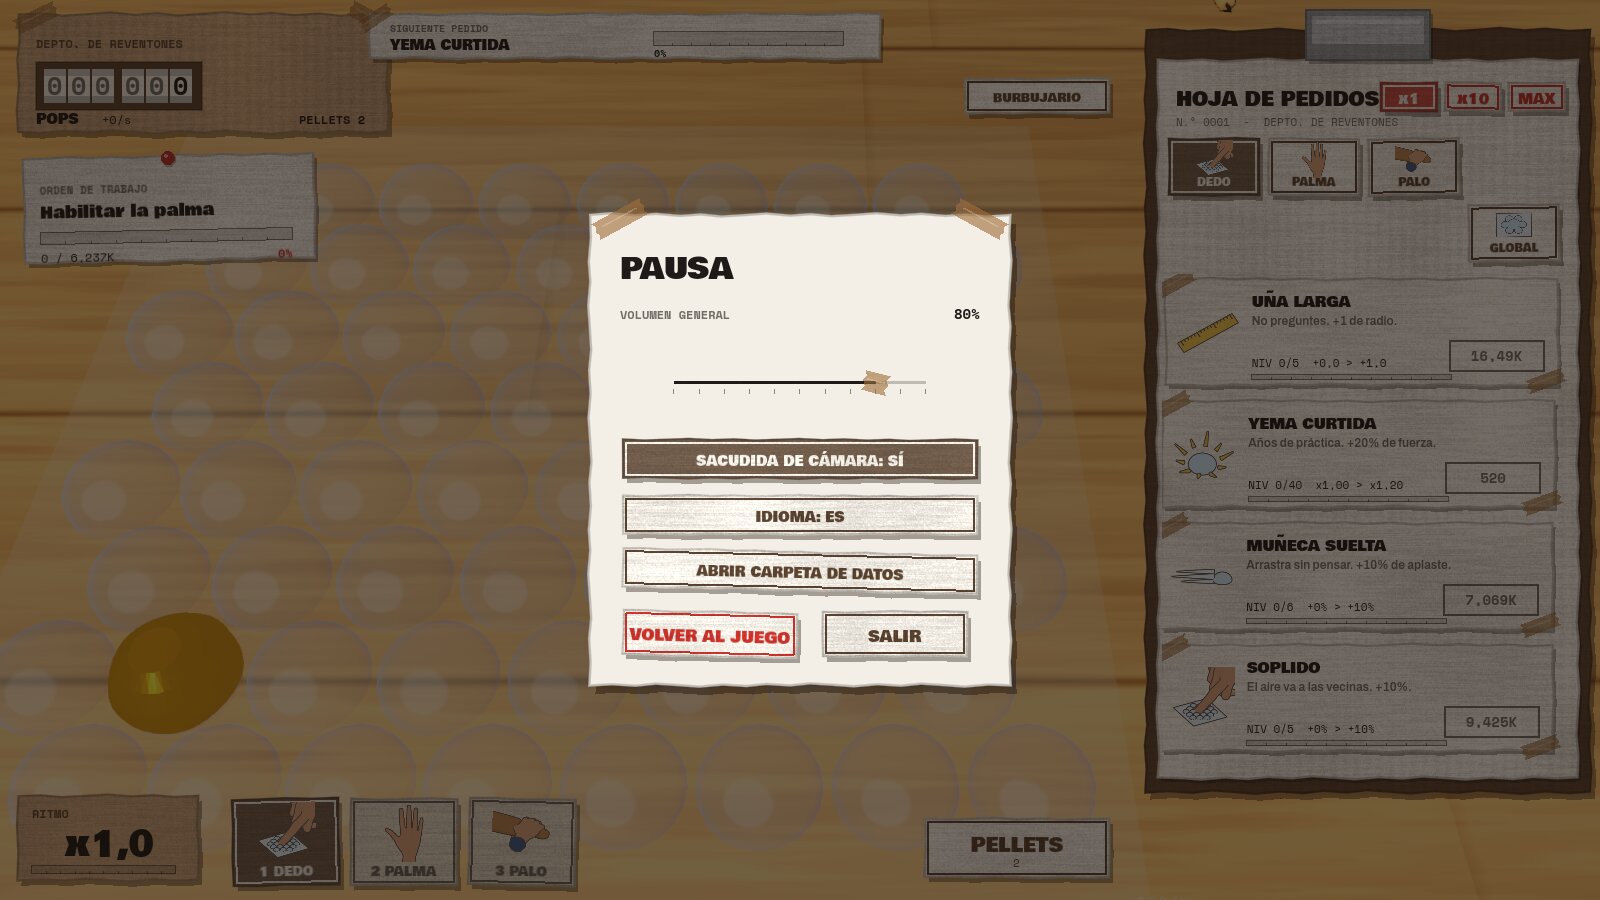 DEPTO. DE REVENTONES
000 000
POPS +0/s PELLETS 2
SIGUIENTE PEDIDO
YEMA CURTIDA
0%
BURBUJARIO
ORDEN DE TRABAJO
Habilitar la palma
0 / 6,237K 0%
PAUSA
VOLUMEN GENERAL 80%
SACUDIDA DE CÁMARA: SÍ
IDIOMA: ES
ABRIR CARPETA DE DATOS
VOLVER AL JUEGO SALIR
HOJA DE PEDIDOS x1 x10 MAX
N.° 0001 - DEPTO. DE REVENTONES
DEDO PALMA PALO
GLOBAL
UÑA LARGA
No preguntes. +1 de radio.
NIV 0/5 +0,0 > +1,0 16,49K
YEMA CURTIDA
Años de práctica. +20% de fuerza.
NIV 0/40 x1,00 > x1,20 520
MUÑECA SUELTA
Arrastra sin pensar. +10% de aplaste.
NIV 0/6 +0% > +10% 7,069K
SOPLIDO
El aire va a las vecinas. +10%.
NIV 0/5 +0% > +10% 9,425K
RITMO
x1,0
1 DEDO 2 PALMA 3 PALO
PELLETS
2